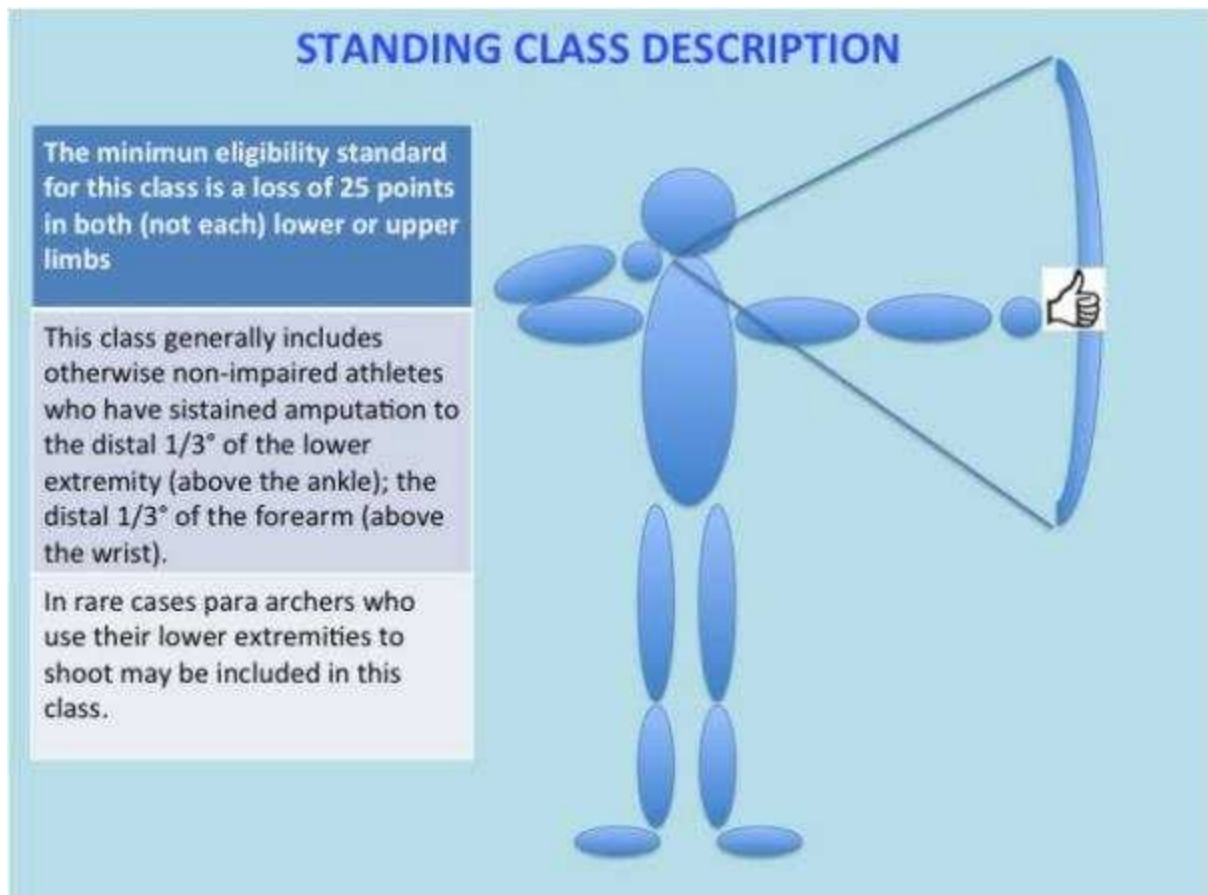 STANDING CLASS DESCRIPTION
The minimun eligibility standard
for this class is a loss of 25 points
in both (not each) lower or upper
limbs
This class generally includes
otherwise non-impaired athletes
who have sistained amputation to
the distal 1/3° of the lower
extremity (above the ankle); the
distal 1/3° of the forearm (above
the wrist).
In rare cases para archers who
use their lower extremities to
shoot may be included in this
class.